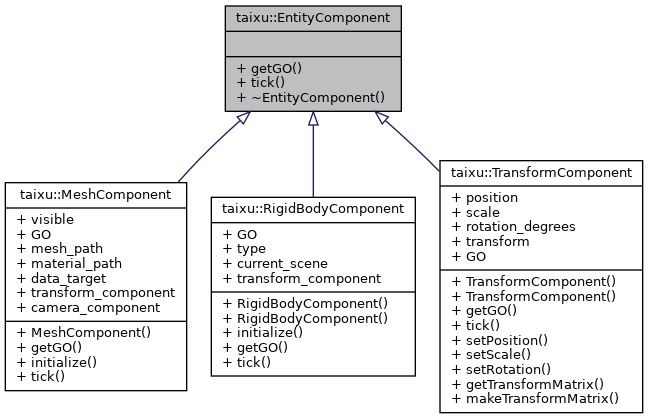 taixu::EntityComponent
+ getGO()
+ tick()
+ ~EntityComponent()
taixu::MeshComponent
+ visible
+ GO
+ mesh_path
+ material_path
+ data_target
+ transform_component
+ camera_component
+ MeshComponent()
+ getGO()
+ initialize()
+ tick()
taixu::RigidBodyComponent
+ GO
+ type
+ current_scene
+ transform_component
+ RigidBodyComponent()
+ RigidBodyComponent()
+ initialize()
+ getGO()
+ tick()
taixu::TransformComponent
+ position
+ scale
+ rotation_degrees
+ transform
+ GO
+ TransformComponent()
+ TransformComponent()
+ getGO()
+ tick()
+ setPosition()
+ setScale()
+ setRotation()
+ getTransformMatrix()
+ makeTransformMatrix()